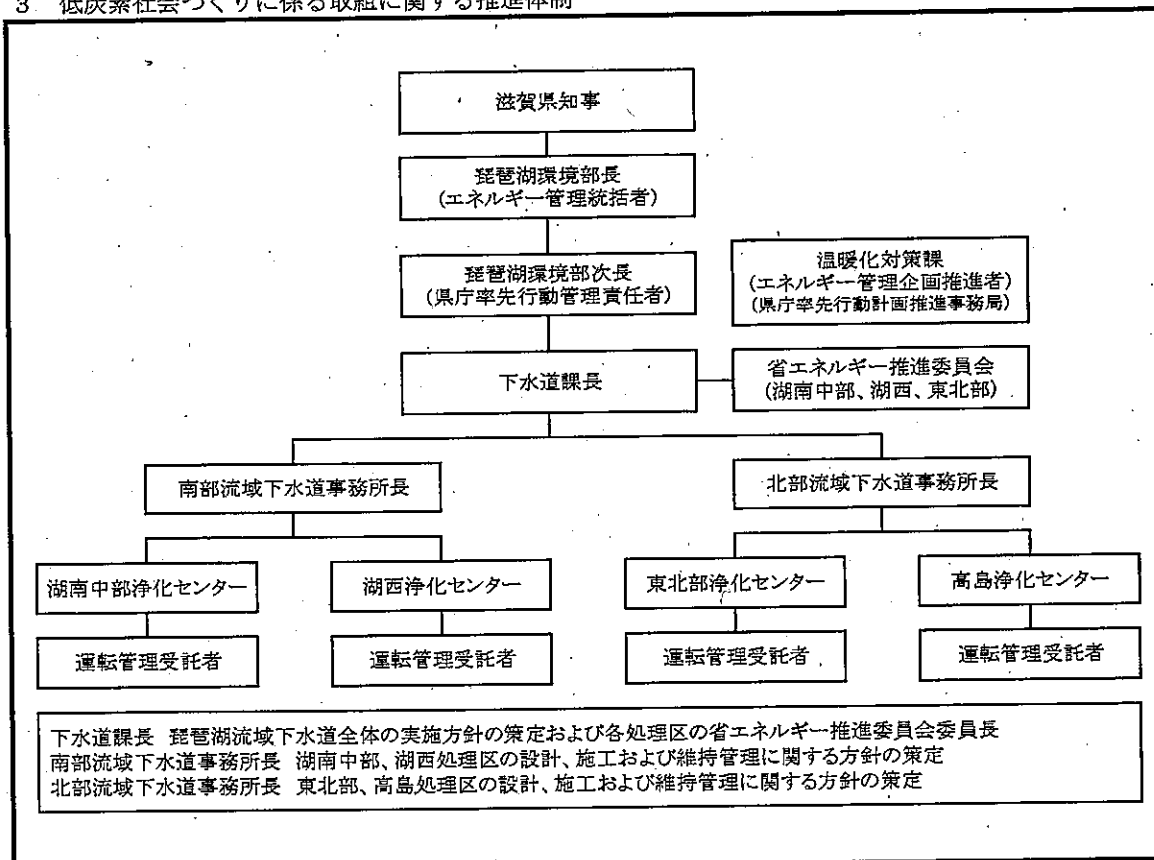 3 低炭素社会づくりに係る取組に関する推進体制
滋賀県知事
琵琶湖環境部長
(エネルギー管理統括者)
琵琶湖環境部次長
(県庁率先行動管理責任者)
温暖化対策課
(エネルギー管理企画推進者)
(県庁率先行動計画推進事務局)
下水道課長
省エネルギー推進委員会
(湖南中部、湖西、東北部)
南部流域下水道事務所長
北部流域下水道事務所長
湖南中部浄化センター
湖西浄化センター
東北部浄化センター
高島浄化センター
運転管理受託者
運転管理受託者
運転管理受託者
運転管理受託者
下水道課長 琵琶湖流域下水道全体の実施方針の策定および各処理区の省エネルギー推進委員会委員長
南部流域下水道事務所長 湖南中部、湖西処理区の設計、施工および維持管理に関する方針の策定
北部流域下水道事務所長 東北部、高島処理区の設計、施工および維持管理に関する方針の策定